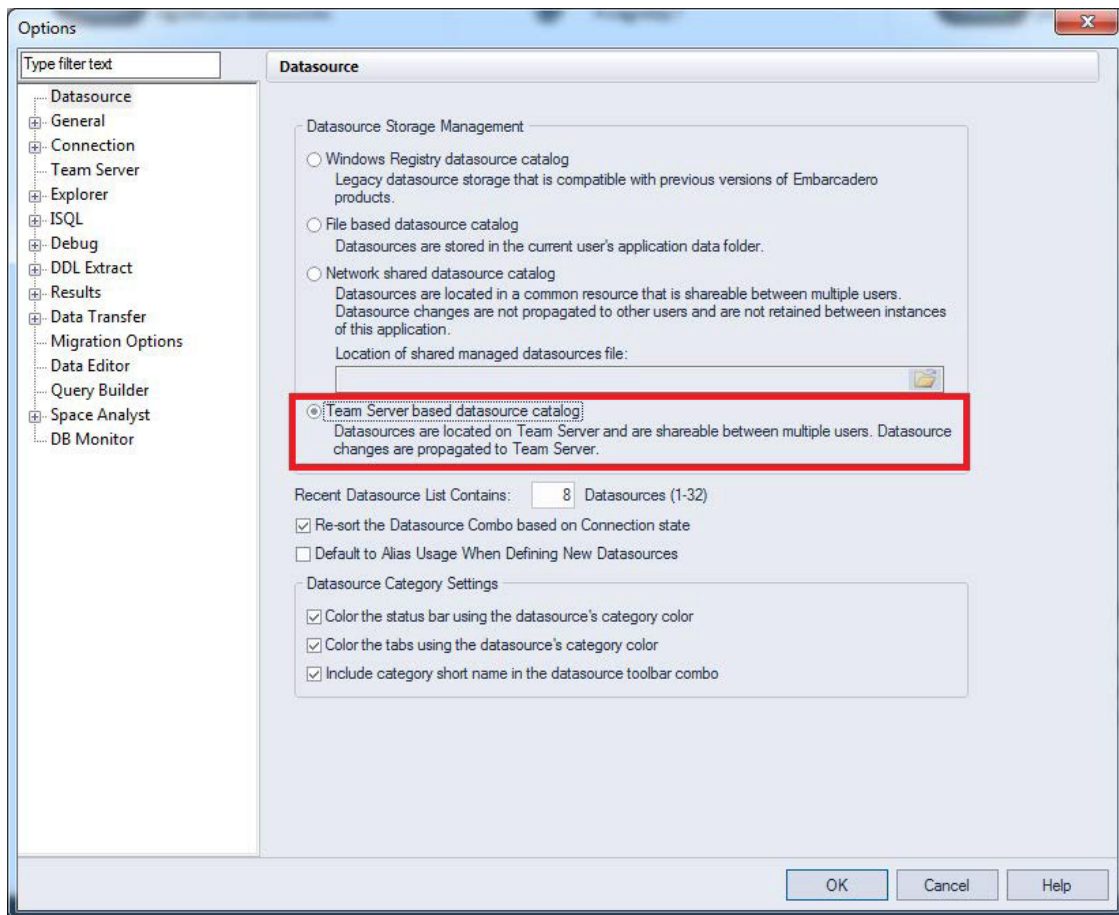 Options
Type filter text
Datasource
General
Connection
Team Server
Explorer
ISQL
Debug
DDL Extract
Results
Data Transfer
Migration Options
Data Editor
Query Builder
Space Analyst
DB Monitor
Datasource
Datasource Storage Management
Windows Registry datasource catalog
Legacy datasource storage that is compatible with previous versions of Embarcadero
products.
File based datasource catalog
Datasources are stored in the current user's application data folder.
Network shared datasource catalog
Datasources are located in a common resource that is shareable between multiple users.
Datasource changes are not propagated to other users and are not retained between instances
of this application.
Location of shared managed datasources file:
Team Server based datasource catalog
Datasources are located on Team Server and are shareable between multiple users. Datasource
changes are propagated to Team Server.
Recent Datasource List Contains: 8 Datasources (1-32)
Re-sort the Datasource Combo based on Connection state
Default to Alias Usage When Defining New Datasources
Datasource Category Settings
Color the status bar using the datasource's category color
Color the tabs using the datasource's category color
Include category short name in the datasource toolbar combo
OK Cancel Help